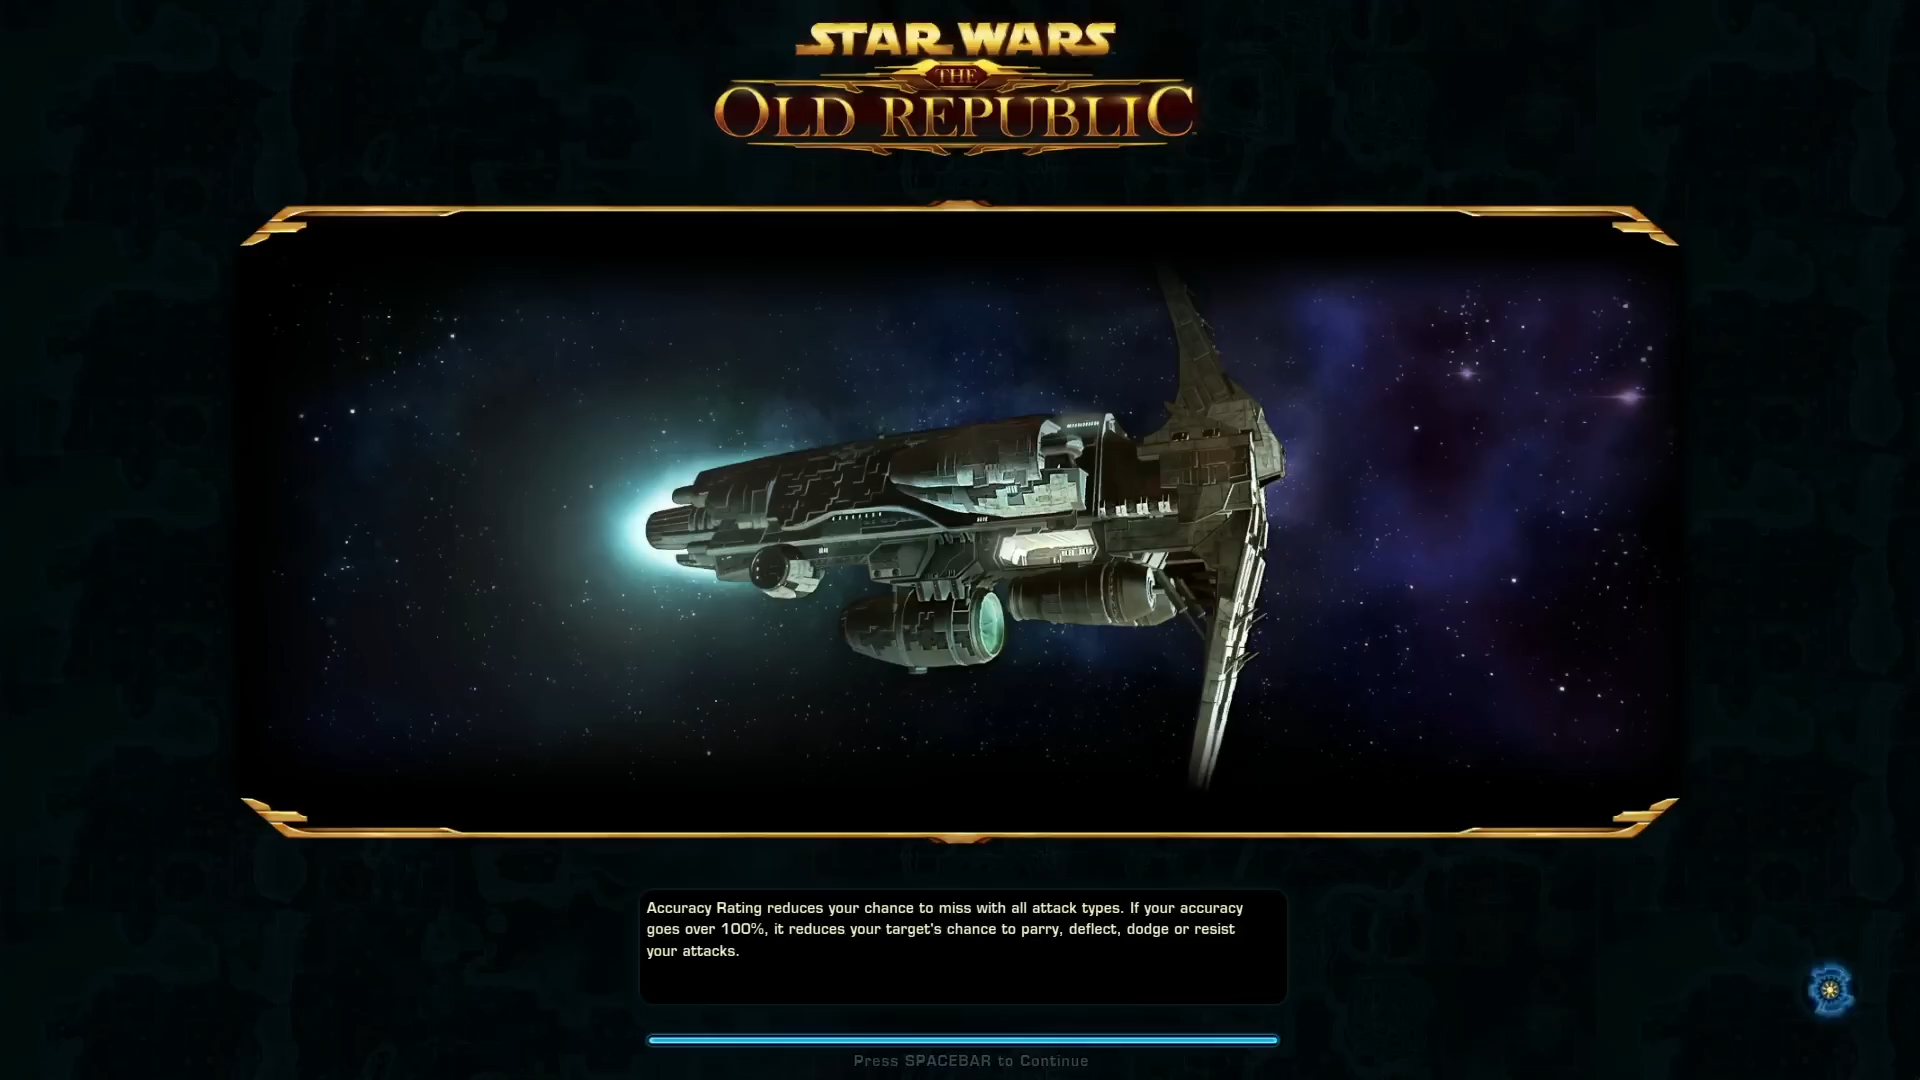 STAR WARS
THE
OLD REPUBLIC
Accuracy Rating reduces your chance to miss with all attack types. If your accuracy
goes over 100%, it reduces your target's chance to parry, deflect, dodge or resist
your attacks.
Press SPACEBAR to Continue